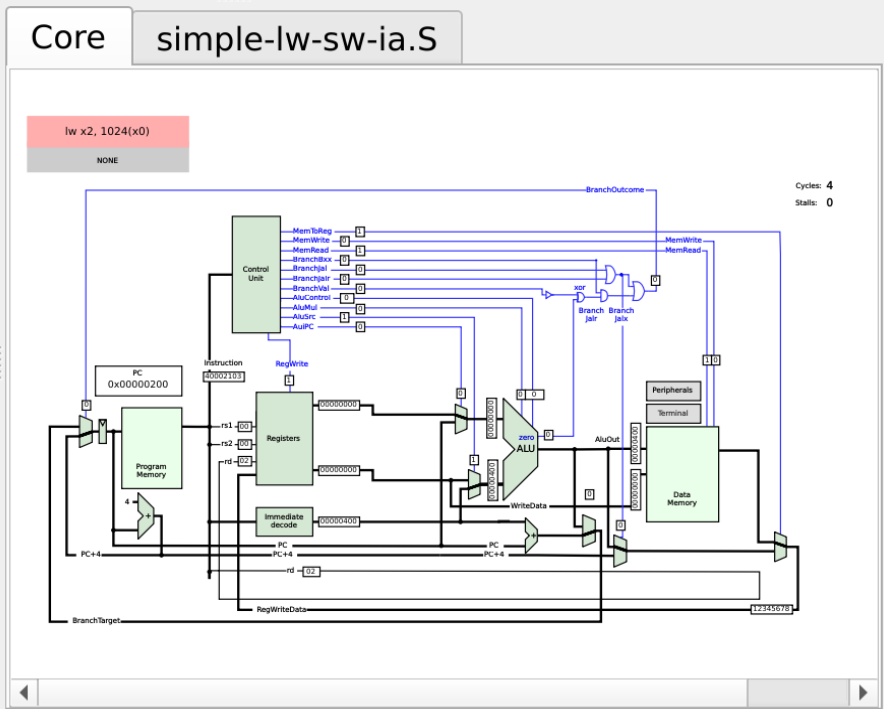 Core
simple-lw-sw-ia.S
lw x2, 1024(x0)
NONE
Cycles: 4
Stalls: 0
BranchOutcome
Control
Unit
MemToReg 1
MemWrite 0
MemWrite
MemRead 1
MemRead
BranchBxx 0
BranchJal 0
BranchJalr 0
BranchVal 0
AluControl 0
AluMul 0
AluSrc 1
AuiPC 0
xor
Branch
Jalr
Branch
Jalx
0
1 0
RegWrite
1
Instruction
40002103
PC
0x00000200
0
Program
Memory
4
+
rs1 00
rs2 00
rd 02
Registers
00000000
00000000
Immediate
decode
00000400
0
1
00000000
00000400
0 0
zero
ALU
0
AluOut
Peripherals
Terminal
00000400
00000000
Data
Memory
WriteData
0
0
+
PC
PC
PC+4
PC+4
PC+4
rd 02
RegWriteData
12345678
BranchTarget